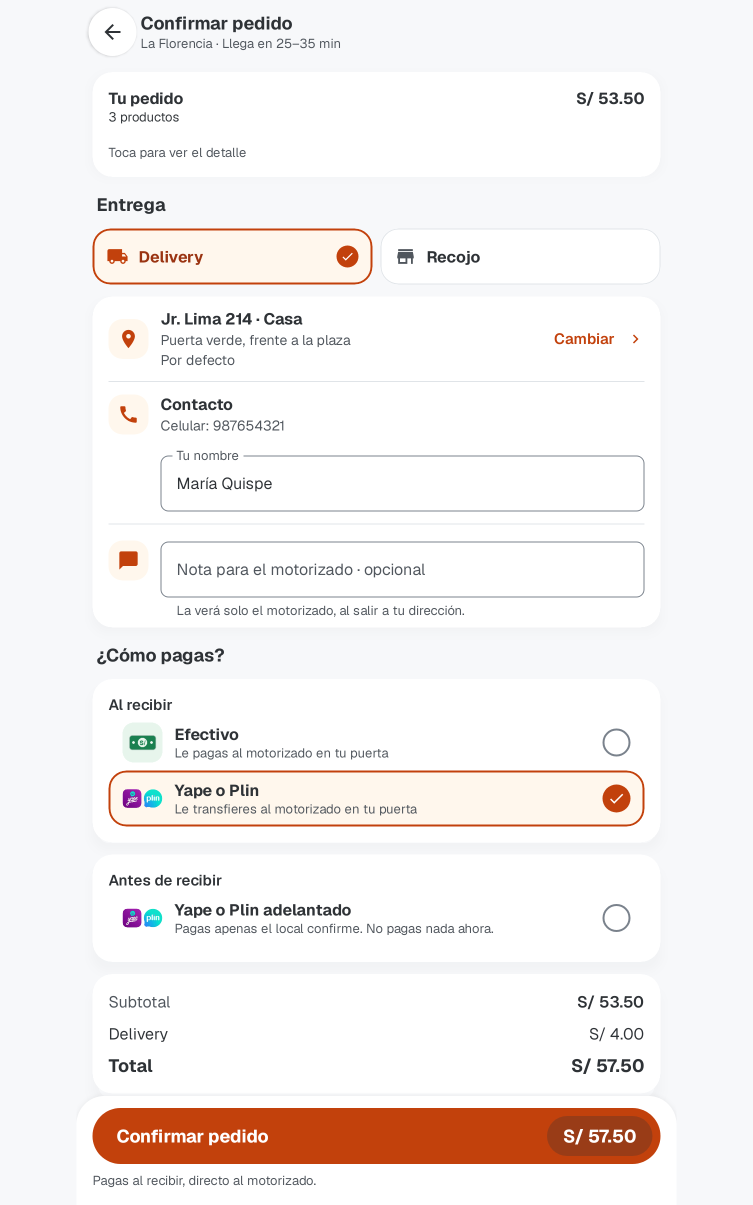 Confirmar pedido
La Florencia · Llega en 25–35 min
Tu pedido S/ 53.50
3 productos
Toca para ver el detalle
Entrega
Delivery
Recojo
Jr. Lima 214 · Casa
Puerta verde, frente a la plaza
Por defecto
Cambiar
Contacto
Celular: 987654321
Tu nombre
María Quispe
Nota para el motorizado · opcional
La verá solo el motorizado, al salir a tu dirección.
¿Cómo pagas?
Al recibir
Efectivo
Le pagas al motorizado en tu puerta
plin
Yape o Plin
Le transfieres al motorizado en tu puerta
Antes de recibir
plin
Yape o Plin adelantado
Pagas apenas el local confirme. No pagas nada ahora.
Subtotal S/ 53.50
Delivery S/ 4.00
Total S/ 57.50
Confirmar pedido S/ 57.50
Pagas al recibir, directo al motorizado.